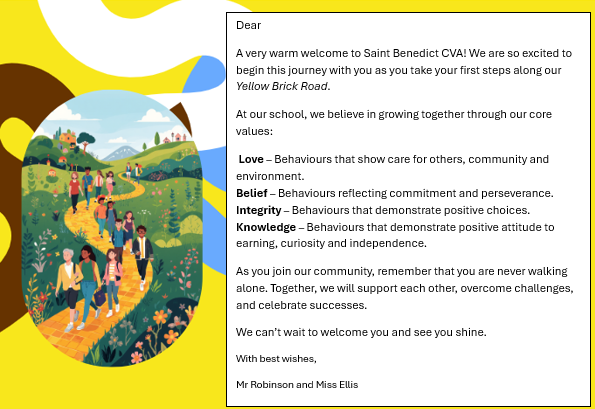 Dear
A very warm welcome to Saint Benedict CVA! We are so excited to
begin this journey with you as you take your first steps along our
Yellow Brick Road.
At our school, we believe in growing together through our core
values:
Love – Behaviours that show care for others, community and
environment.
Belief – Behaviours reflecting commitment and perseverance.
Integrity – Behaviours that demonstrate positive choices.
Knowledge – Behaviours that demonstrate positive attitude to
earning, curiosity and independence.
As you join our community, remember that you are never walking
alone. Together, we will support each other, overcome challenges,
and celebrate successes.
We can’t wait to welcome you and see you shine.
With best wishes,
Mr Robinson and Miss Ellis